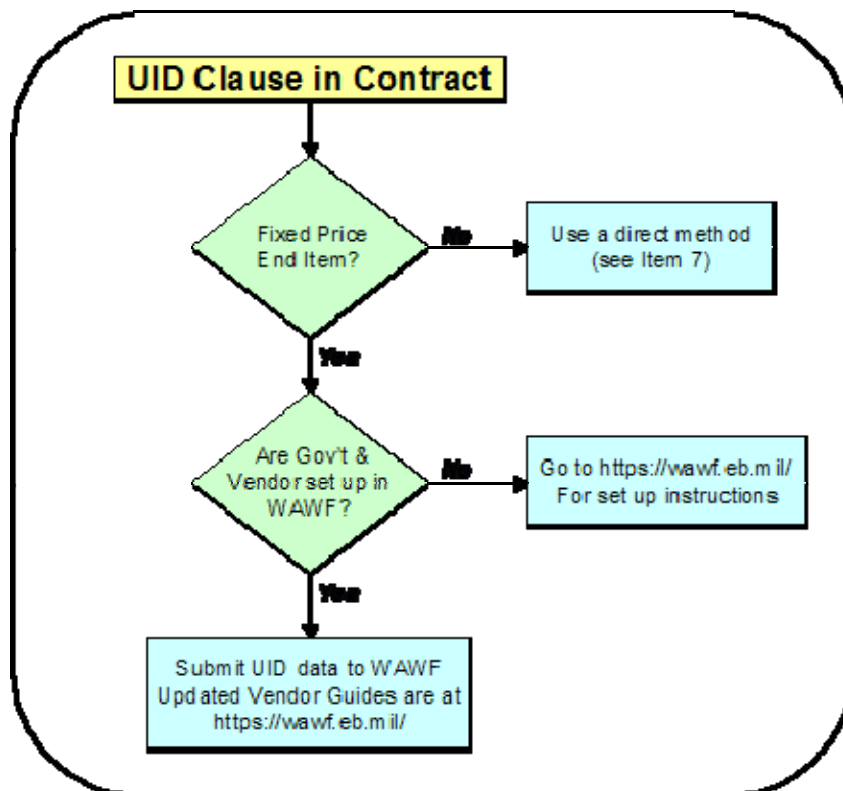 UID Clause in Contract
Fixed Price
End Item?
No
Use a direct method
(see Item 7)
Yes
Are Gov't &
Vendor set up in
WAWF?
No
Go to https://wawf.eb.mil/
For set up instructions
Yes
Submit UID data to WAWF
Updated Vendor Guides are at
https://wawf.eb.mil/